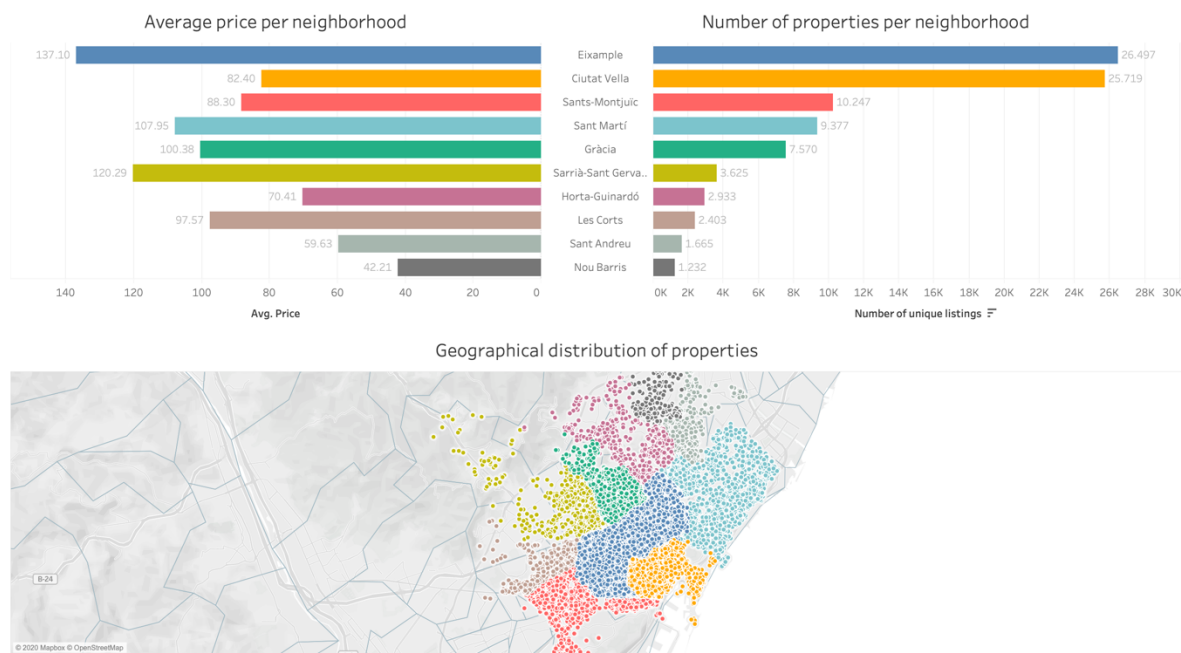 Average price per neighborhood
Number of properties per neighborhood
137.10 Eixample 26.497
82.40 Ciutat Vella 25.719
88.30 Sants-Montjuïc 10.247
107.95 Sant Martí 9.377
100.38 Gràcia 7.570
120.29 Sarrià-Sant Gerva.. 3.625
70.41 Horta-Guinardó 2.933
97.57 Les Corts 2.403
59.63 Sant Andreu 1.665
42.21 Nou Barris 1.232
140 120 100 80 60 40 20 0
0K 2K 4K 6K 8K 10K 12K 14K 16K 18K 20K 22K 24K 26K 28K 30K
Avg. Price
Number of unique listings
Geographical distribution of properties
B-24
© 2020 Mapbox © OpenStreetMap